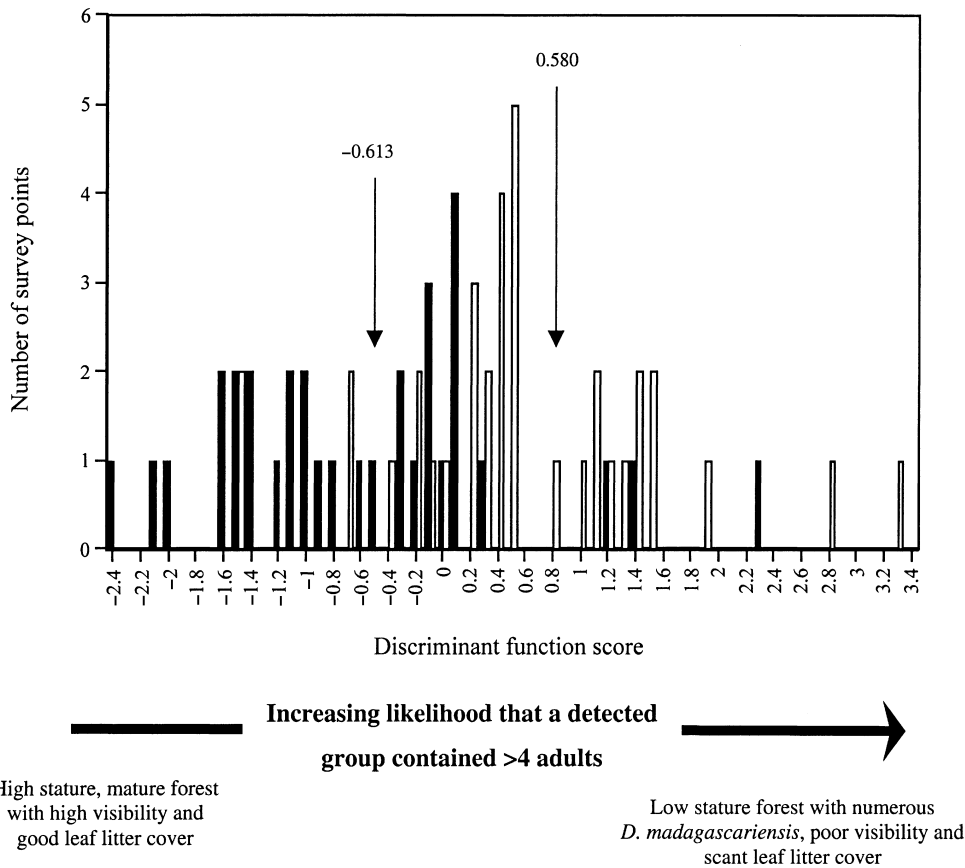 6
5
4
3
2
1
0
Number of survey points
−0.613
0.580
−2.4 −2.2 −2 −1.8 −1.6 −1.4 −1.2 −1 −0.8 −0.6 −0.4 −0.2 0 0.2 0.4 0.6 0.8 1 1.2 1.4 1.6 1.8 2 2.2 2.4 2.6 2.8 3 3.2 3.4
Discriminant function score
Increasing likelihood that a detected
group contained >4 adults
High stature, mature forest
with high visibility and
good leaf litter cover
Low stature forest with numerous
D. madagascariensis, poor visibility and
scant leaf litter cover